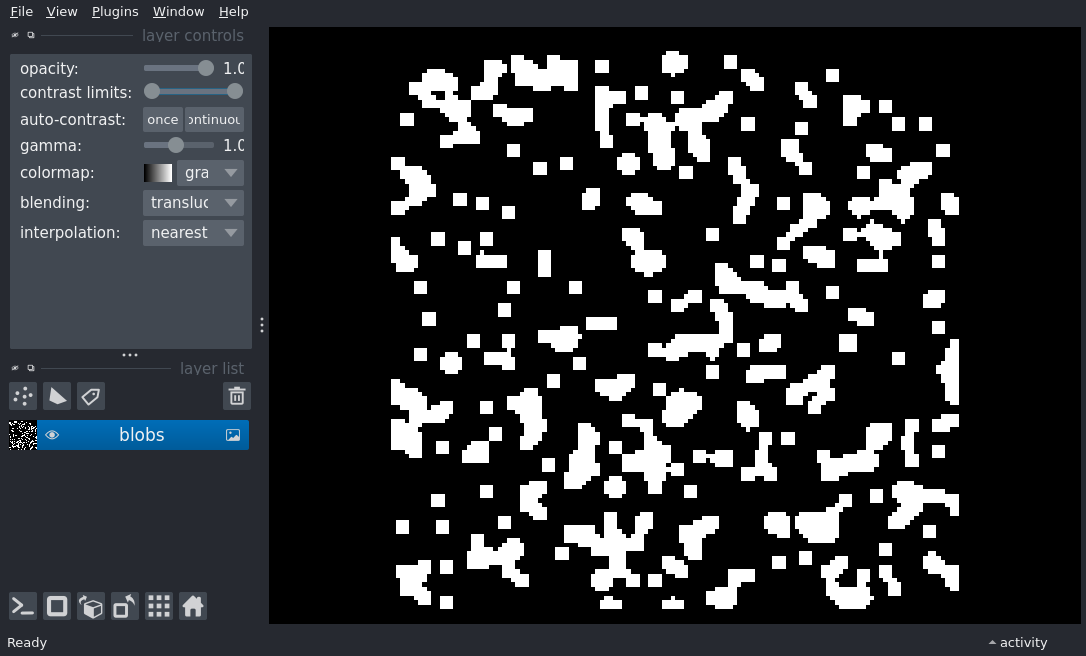 File View Plugins Window Help
layer controls
opacity: 1.0
contrast limits:
auto-contrast: once ontinuou
gamma: 1.0
colormap: gra
blending: transluc
interpolation: nearest
layer list
blobs
Ready
activity